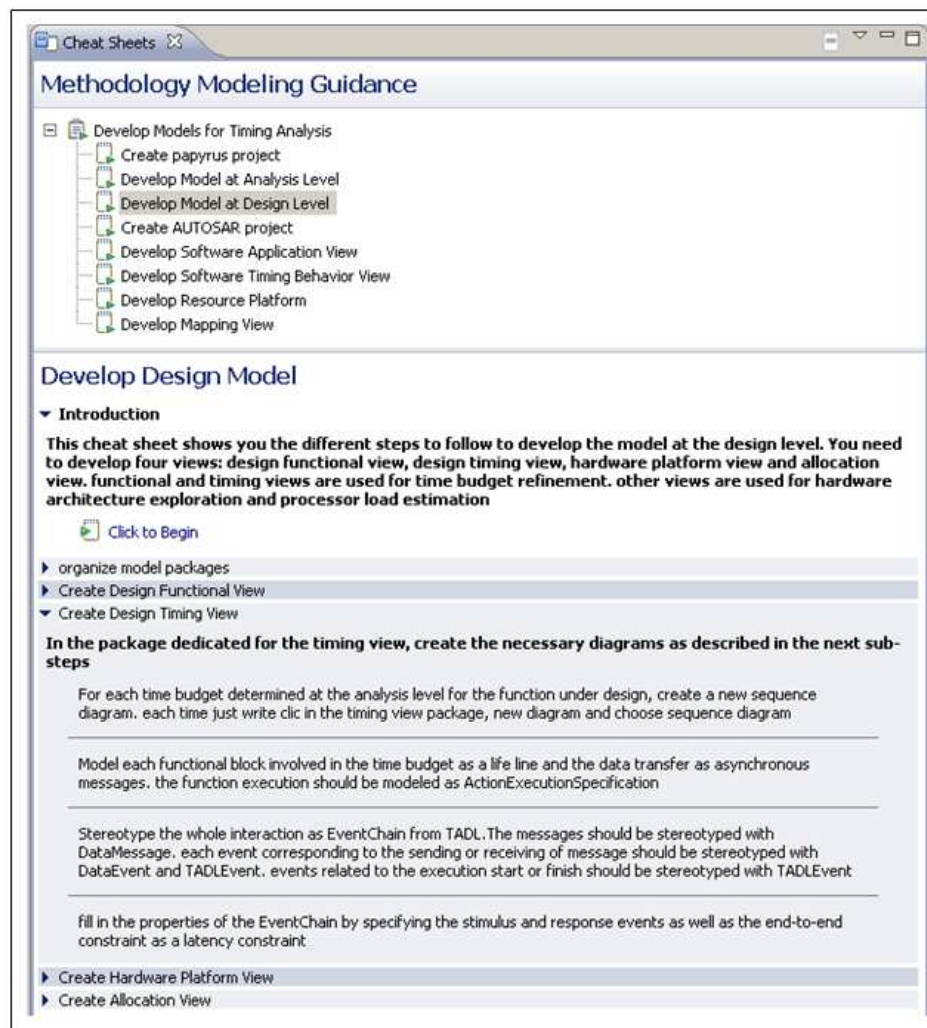 Cheat Sheets
Methodology Modeling Guidance
Develop Models for Timing Analysis
Create papyrus project
Develop Model at Analysis Level
Develop Model at Design Level
Create AUTOSAR project
Develop Software Application View
Develop Software Timing Behavior View
Develop Resource Platform
Develop Mapping View
Develop Design Model
Introduction
This cheat sheet shows you the different steps to follow to develop the model at the design level. You need
to develop four views: design functional view, design timing view, hardware platform view and allocation
view. functional and timing views are used for time budget refinement. other views are used for hardware
architecture exploration and processor load estimation
Click to Begin
organize model packages
Create Design Functional View
Create Design Timing View
In the package dedicated for the timing view, create the necessary diagrams as described in the next sub-
steps
For each time budget determined at the analysis level for the function under design, create a new sequence
diagram. each time just write clic in the timing view package, new diagram and choose sequence diagram
Model each functional block involved in the time budget as a life line and the data transfer as asynchronous
messages. the function execution should be modeled as ActionExecutionSpecification
Stereotype the whole interaction as EventChain from TADL.The messages should be stereotyped with
DataMessage. each event corresponding to the sending or receiving of message should be stereotyped with
DataEvent and TADLEvent. events related to the execution start or finish should be stereotyped with TADLEvent
fill in the properties of the EventChain by specifying the stimulus and response events as well as the end-to-end
constraint as a latency constraint
Create Hardware Platform View
Create Allocation View